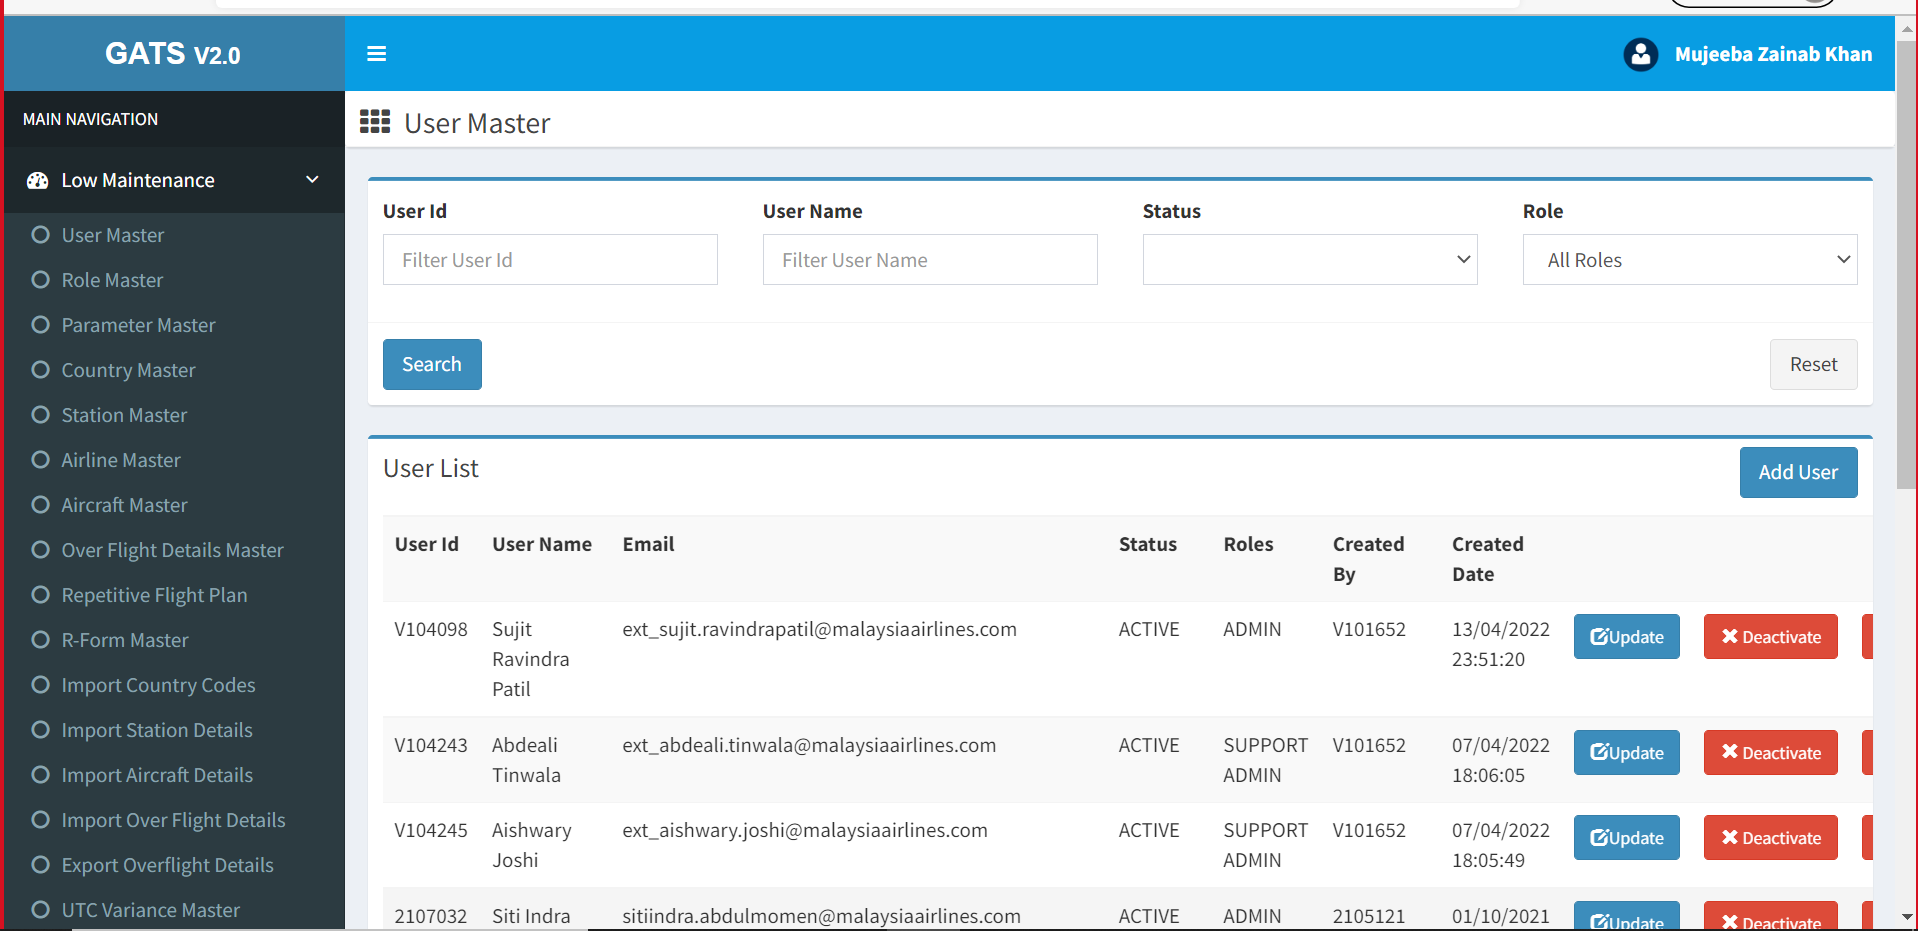 GATS V2.0
Mujeeba Zainab Khan
MAIN NAVIGATION
Low Maintenance
User Master
Role Master
Parameter Master
Country Master
Station Master
Airline Master
Aircraft Master
Over Flight Details Master
Repetitive Flight Plan
R-Form Master
Import Country Codes
Import Station Details
Import Aircraft Details
Import Over Flight Details
Export Overflight Details
UTC Variance Master
User Master
User Id User Name Status Role
Filter User Id Filter User Name All Roles
Search Reset
User List Add User
User Id User Name Email Status Roles Created Created
By Date
V104098 Sujit ext_sujit.ravindrapatil@malaysiaairlines.com ACTIVE ADMIN V101652 13/04/2022 Update Deactivate
Ravindra 23:51:20
Patil
V104243 Abdeali ext_abdeali.tinwala@malaysiaairlines.com ACTIVE SUPPORT V101652 07/04/2022 Update Deactivate
Tinwala ADMIN 18:06:05
V104245 Aishwary ext_aishwary.joshi@malaysiaairlines.com ACTIVE SUPPORT V101652 07/04/2022 Update Deactivate
Joshi ADMIN 18:05:49
2107032 Siti Indra sitiindra.abdulmomen@malaysiaairlines.com ACTIVE ADMIN 2105121 01/10/2021 Update Deactivate